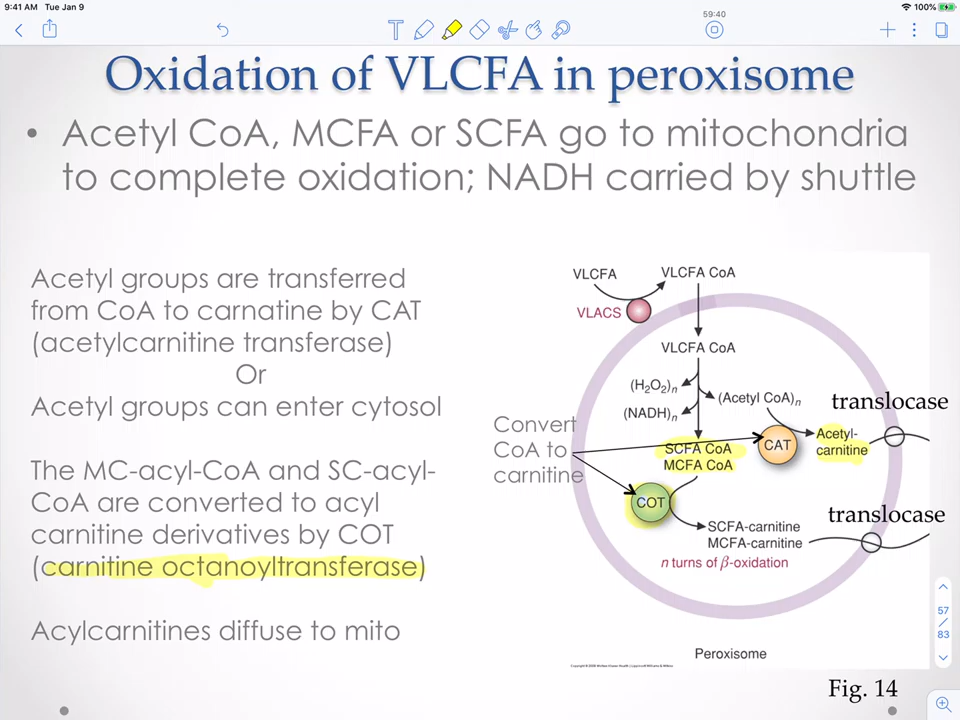 9:41 AM Tue Jan 9
100%
59:40
T
Oxidation of VLCFA in peroxisome
• Acetyl CoA, MCFA or SCFA go to mitochondria
to complete oxidation; NADH carried by shuttle
Acetyl groups are transferred
from CoA to carnatine by CAT
(acetylcarnitine transferase)
Or
Acetyl groups can enter cytosol
The MC-acyl-CoA and SC-acyl-
CoA are converted to acyl
carnitine derivatives by COT
(carnitine octanoyltransferase)
Acylcarnitines diffuse to mito
Convert
CoA to
carnitine
VLCFA
VLCFA CoA
VLACS
VLCFA CoA
(H₂O₂)n
(Acetyl CoA)n
(NADH)n
translocase
CAT
Acetyl-
carnitine
SCFA CoA
MCFA CoA
COT
translocase
SCFA-carnitine
MCFA-carnitine
n turns of β-oxidation
Peroxisome
Fig. 14
57
/
83